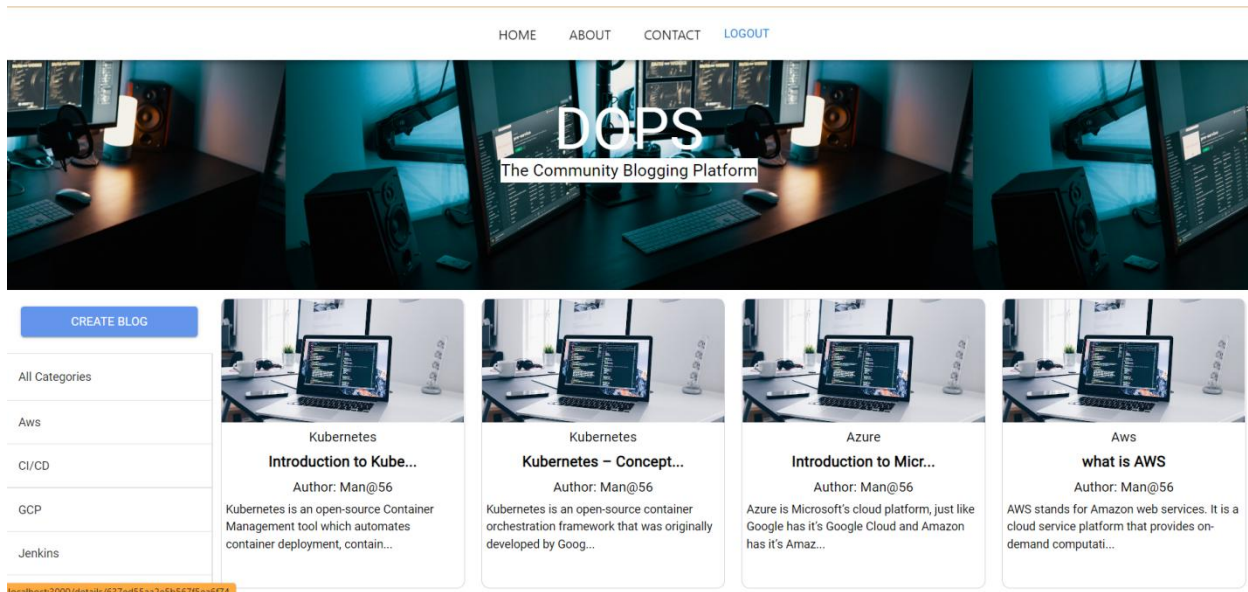 HOME ABOUT CONTACT LOGOUT
DOPS
The Community Blogging Platform
CREATE BLOG
All Categories
Aws
CI/CD
GCP
Jenkins
Kubernetes
Introduction to Kube...
Author: Man@56
Kubernetes is an open-source Container
Management tool which automates
container deployment, contain...
Kubernetes
Kubernetes – Concept...
Author: Man@56
Kubernetes is an open-source container
orchestration framework that was originally
developed by Goog...
Azure
Introduction to Micr...
Author: Man@56
Azure is Microsoft's cloud platform, just like
Google has it's Google Cloud and Amazon
has it's Amaz...
Aws
what is AWS
Author: Man@56
AWS stands for Amazon web services. It is a
cloud service platform that provides on-
demand computati...